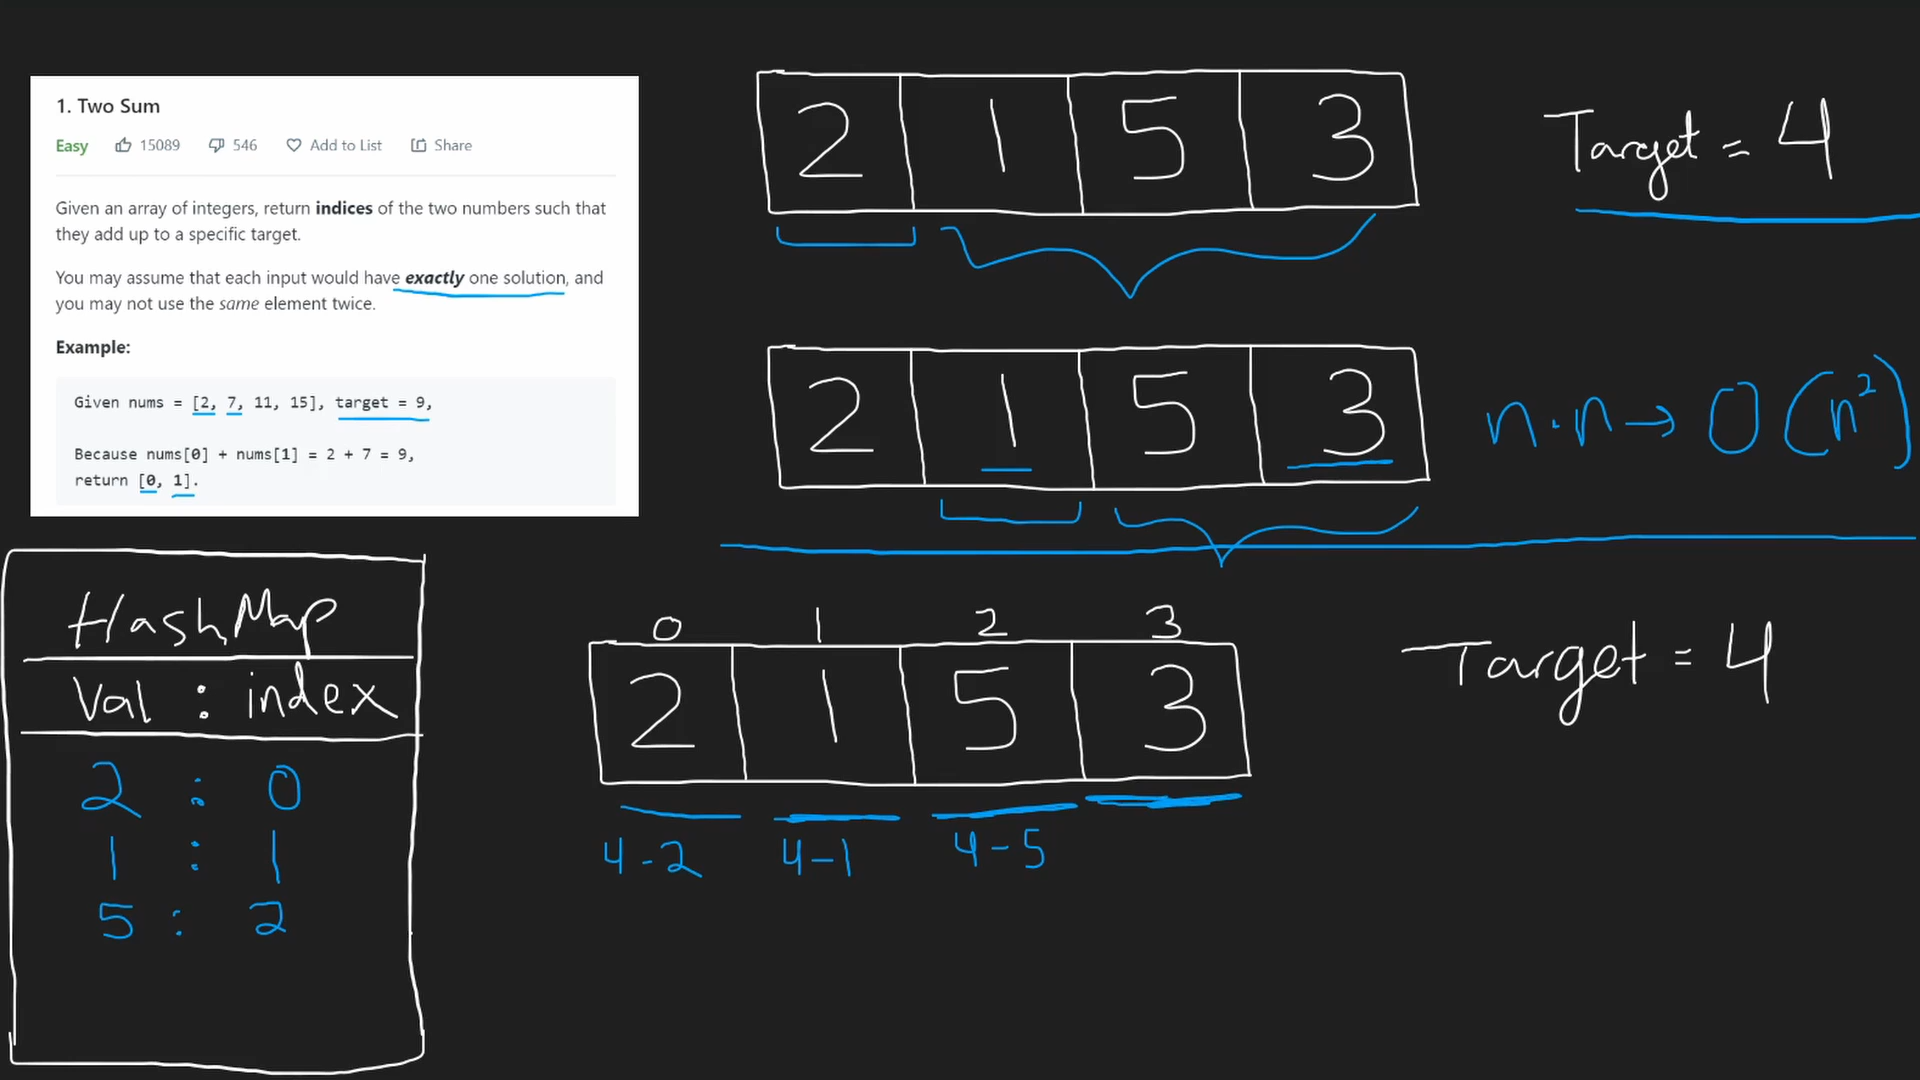 1. Two Sum
Easy 15089 546 Add to List Share
Given an array of integers, return indices of the two numbers such that
they add up to a specific target.
You may assume that each input would have exactly one solution, and
you may not use the same element twice.
Example:
Given nums = [2, 7, 11, 15], target = 9,
Because nums[0] + nums[1] = 2 + 7 = 9,
return [0, 1].
2 1 5 3
Target = 4
2 1 5 3
n·n→O(n²)
HashMap
Val : index
2 : 0
1 : 1
5 : 2
0 1 2 3
2 1 5 3
4-2 4-1 4-5
Target = 4